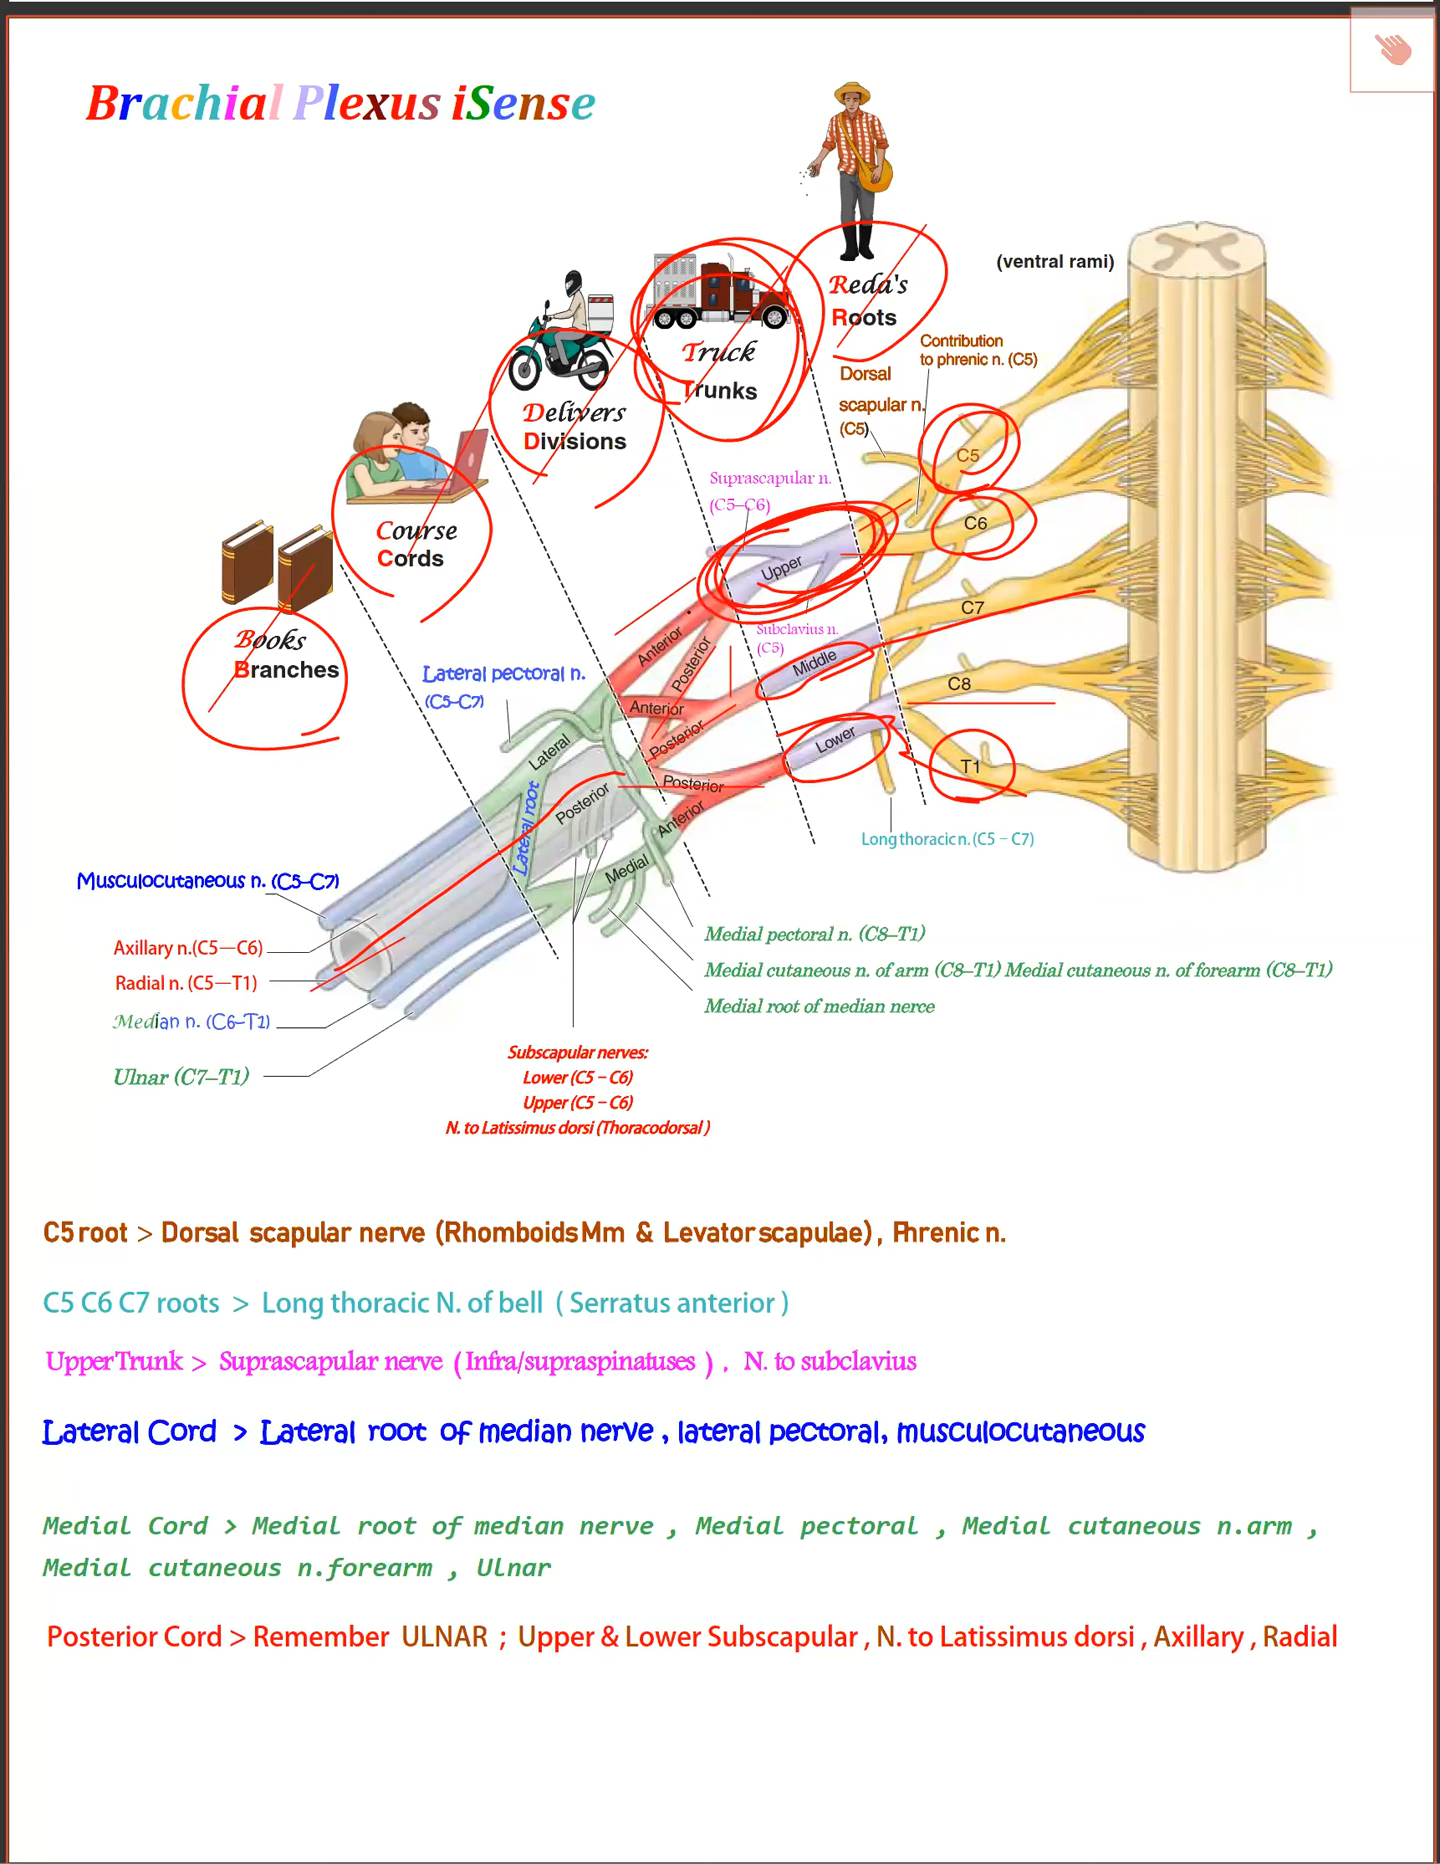 Brachial Plexus iSense
Reda's
Roots
(ventral rami)
Truck
Trunks
Delivers
Divisions
Course
Cords
Books
Branches
Contribution
to phrenic n. (C5)
Dorsal
scapular n.
(C5)
C5
Suprascapular n.
(C5–C6)
C6
Upper
C7
Subclavius n.
(C5)
Anterior
Posterior
Middle
Lateral pectoral n.
(C5–C7)
C8
Anterior
Posterior
Lower
Lateral
T1
Posterior
Posterior
Anterior
Lateral root
Long thoracic n. (C5 – C7)
Medial
Musculocutaneous n. (C5–C7)
Axillary n.(C5—C6)
Radial n. (C5—T1)
Median n. (C6–T1)
Ulnar (C7–T1)
Medial pectoral n. (C8–T1)
Medial cutaneous n. of arm (C8–T1) Medial cutaneous n. of forearm (C8–T1)
Medial root of median nerce
Subscapular nerves:
Lower (C5 – C6)
Upper (C5 – C6)
N. to Latissimus dorsi (Thoracodorsal )
C5 root > Dorsal scapular nerve (Rhomboids Mm & Levator scapulae) , Phrenic n.
C5 C6 C7 roots > Long thoracic N. of bell ( Serratus anterior )
Upper Trunk > Suprascapular nerve ( Infra/supraspinatuses ) , N. to subclavius
Lateral Cord > Lateral root of median nerve , lateral pectoral, musculocutaneous
Medial Cord > Medial root of median nerve , Medial pectoral , Medial cutaneous n.arm ,
Medial cutaneous n.forearm , Ulnar
Posterior Cord > Remember ULNAR ; Upper & Lower Subscapular , N. to Latissimus dorsi , Axillary , Radial